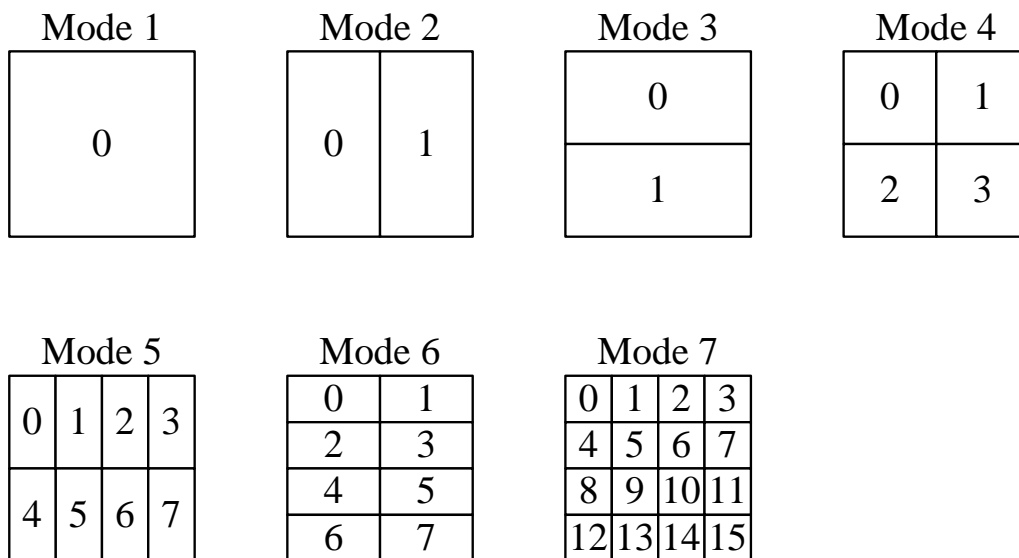 Mode 1 Mode 2 Mode 3 Mode 4
0 0 1 0 1 0 1 2 3
Mode 5 Mode 6 Mode 7
0 1 2 3 4 5 6 7
0 1
2 3
4 5
6 7
0 1 2 3
4 5 6 7
8 9 10 11
12 13 14 15